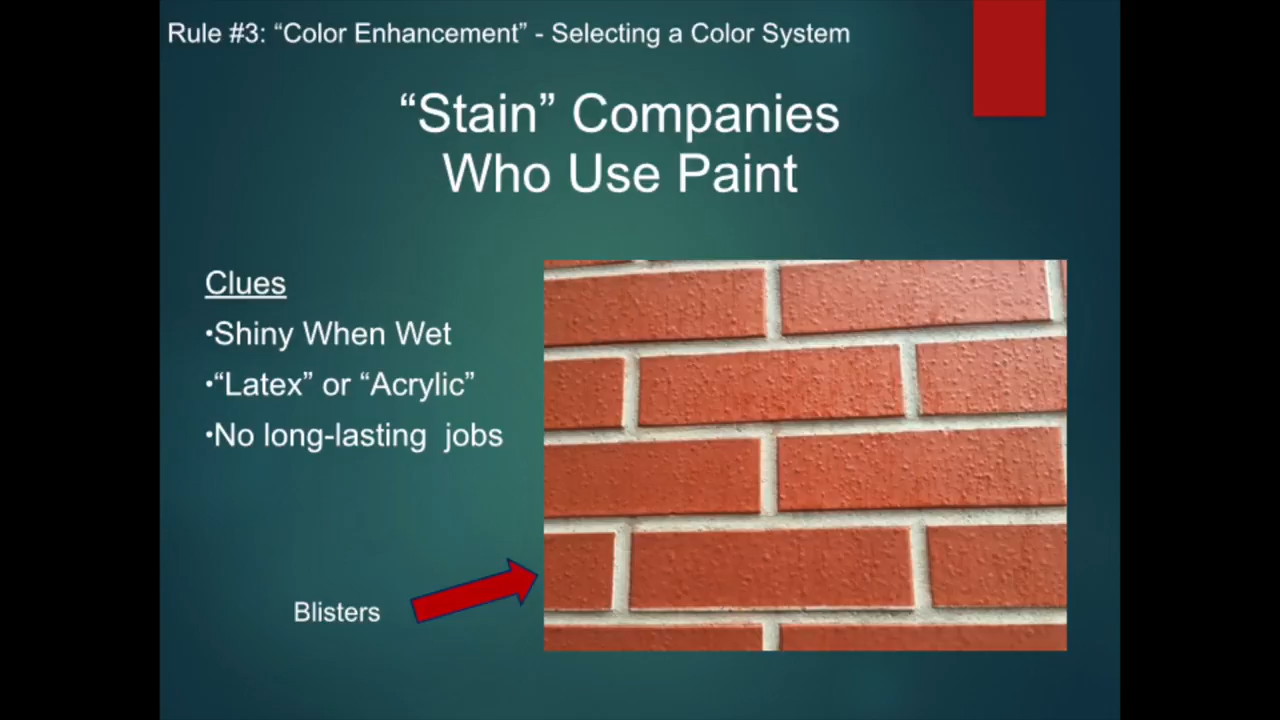 Rule #3: “Color Enhancement” - Selecting a Color System
“Stain” Companies
Who Use Paint
Clues
•Shiny When Wet
•“Latex” or “Acrylic”
•No long-lasting  jobs
Blisters